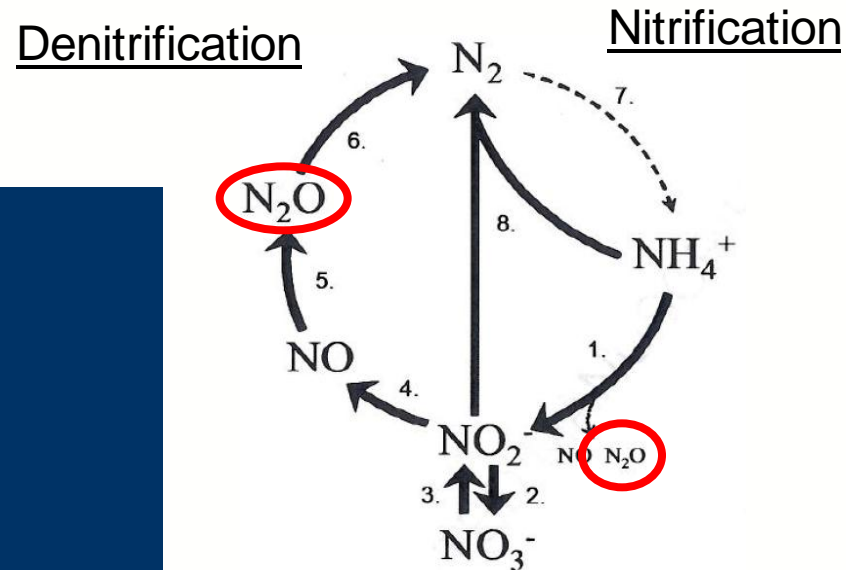 Denitrification
Nitrification
N₂
7.
6.
N₂O
8.
NH₄⁺
5.
1.
NO
4.
NO₂⁻
NO N₂O
3.
2.
NO₃⁻